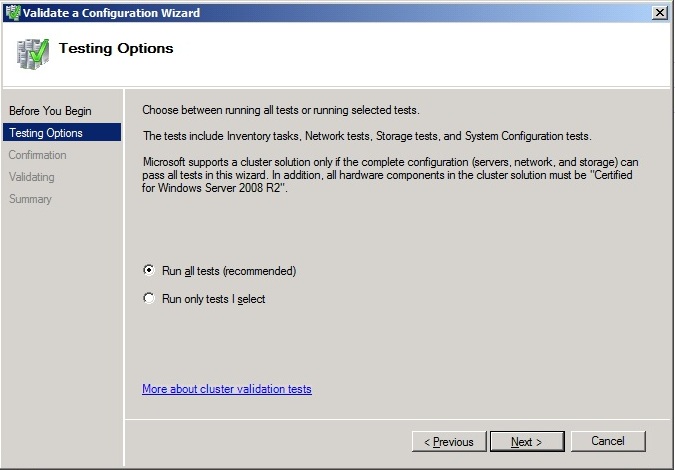 Validate a Configuration Wizard
Testing Options
Before You Begin
Testing Options
Confirmation
Validating
Summary
Choose between running all tests or running selected tests.
The tests include Inventory tasks, Network tests, Storage tests, and System Configuration tests.
Microsoft supports a cluster solution only if the complete configuration (servers, network, and storage) can
pass all tests in this wizard. In addition, all hardware components in the cluster solution must be "Certified
for Windows Server 2008 R2".
Run all tests (recommended)
Run only tests I select
More about cluster validation tests
< Previous
Next >
Cancel